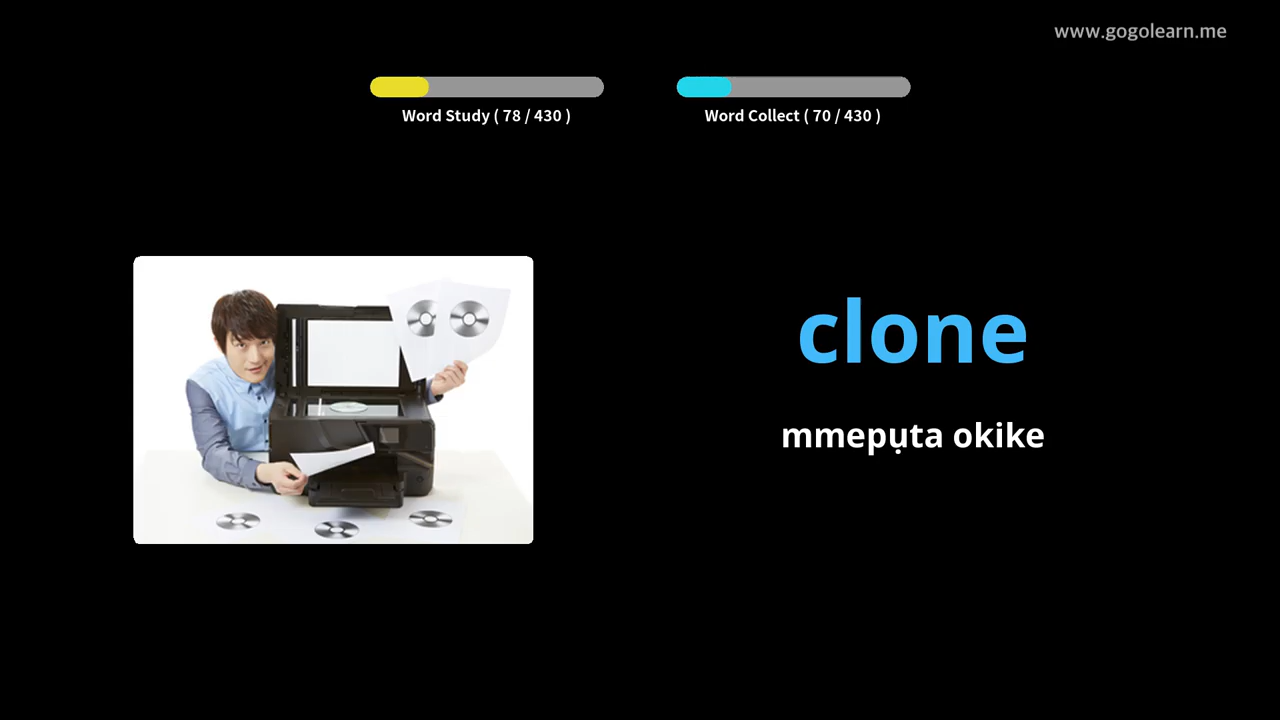 www.gogolearn.me
Word Study ( 78 / 430 )
Word Collect ( 70 / 430 )
clone
mmepụta okike